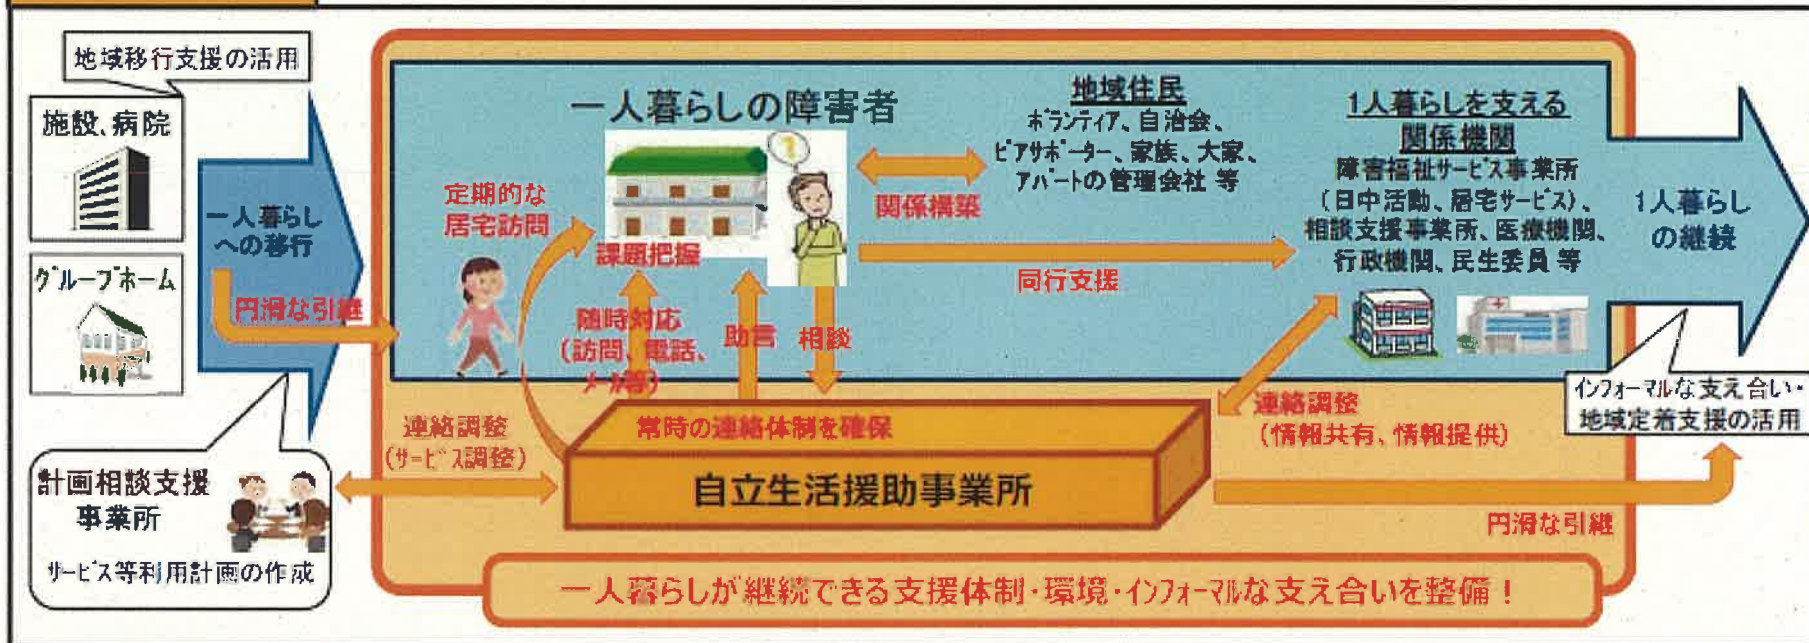 地域移行支援の活用
施設、病院
グループホーム
一人暮らし
への移行
円滑な引継
計画相談支援
事業所
サービス等利用計画の作成
連絡調整
(サービス調整)
一人暮らしの障害者
定期的な
居宅訪問
課題把握
随時対応
(訪問、電話、
メール等)
助言
相談
地域住民
ボランティア、自治会、
ピアサポーター、家族、大家、
アパートの管理会社 等
関係構築
同行支援
1人暮らしを支える
関係機関
障害福祉サービス事業所
(日中活動、居宅サービス)、
相談支援事業所、医療機関、
行政機関、民生委員 等
連絡調整
(情報共有、情報提供)
常時の連絡体制を確保
自立生活援助事業所
1人暮らし
の継続
インフォーマルな支え合い・
地域定着支援の活用
円滑な引継
一人暮らしが継続できる支援体制・環境・インフォーマルな支え合いを整備!